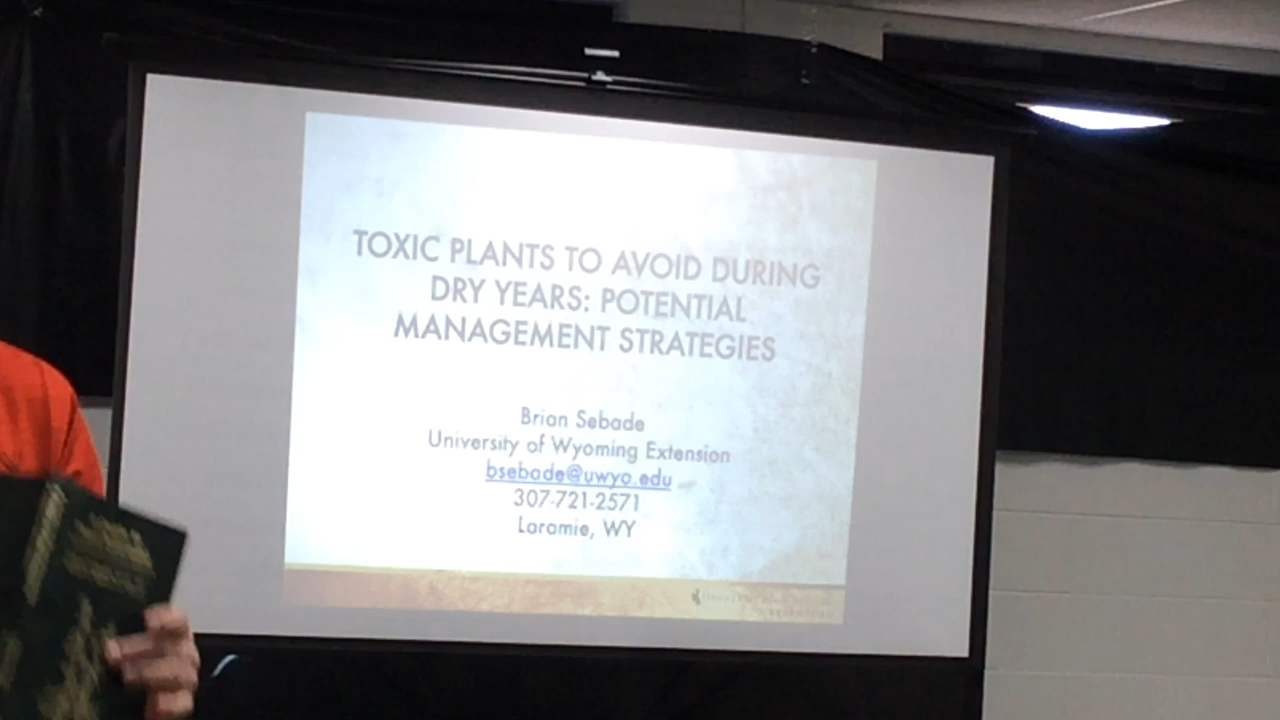 TOXIC PLANTS TO AVOID DURING
DRY YEARS: POTENTIAL
MANAGEMENT STRATEGIES
Brian Sebade
University of Wyoming Extension
bsebade@uwyo.edu
307-721-2571
Laramie, WY